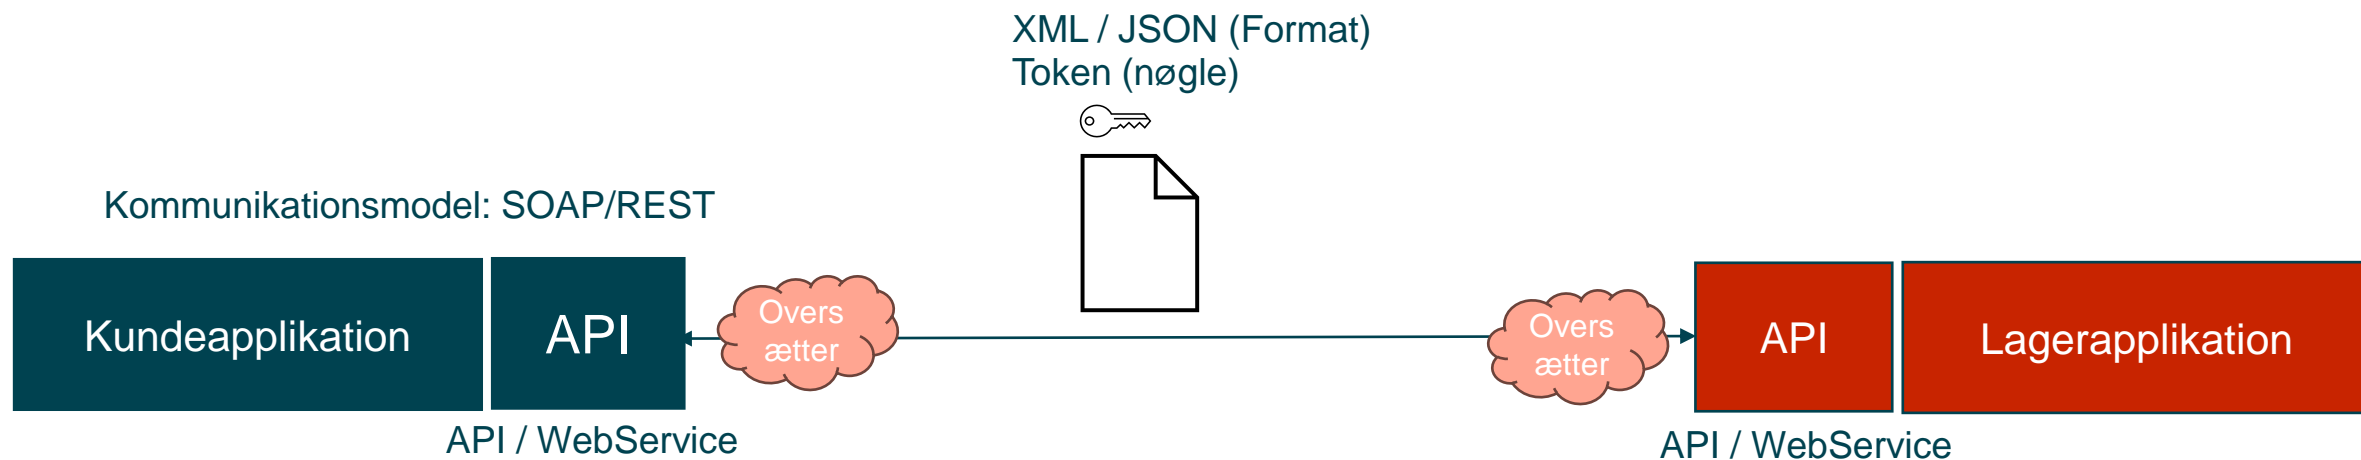 XML / JSON (Format)
Token (nøgle)
Kommunikationsmodel: SOAP/REST
Kundeapplikation
API
Overs
ætter
Overs
ætter
API
Lagerapplikation
API / WebService
API / WebService